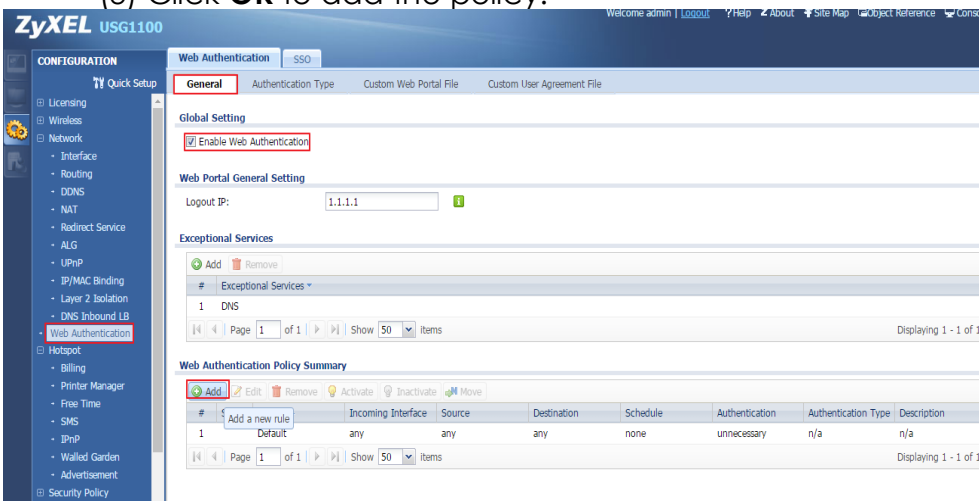 Click OK to add the policy.
ZyXEL USG1100
Welcome admin | Logout ?Help Z About Site Map Object Reference Conso
CONFIGURATION
Quick Setup
Licensing
Wireless
Network
Interface
Routing
DDNS
NAT
Redirect Service
ALG
UPnP
IP/MAC Binding
Layer 2 Isolation
DNS Inbound LB
Web Authentication
Hotspot
Billing
Printer Manager
Free Time
SMS
IPnP
Walled Garden
Advertisement
Security Policy
Web Authentication SSO
General Authentication Type Custom Web Portal File Custom User Agreement File
Global Setting
Enable Web Authentication
Web Portal General Setting
Logout IP: 1.1.1.1
Exceptional Services
Add Remove
# Exceptional Services
1 DNS
Page 1 of 1 Show 50 items Displaying 1 - 1 of 1
Web Authentication Policy Summary
Add Edit Remove Activate Inactivate Move
# S Incoming Interface Source Destination Schedule Authentication Authentication Type Description
Add a new rule
1 Default any any any none unnecessary n/a n/a
Page 1 of 1 Show 50 items Displaying 1 - 1 of 1